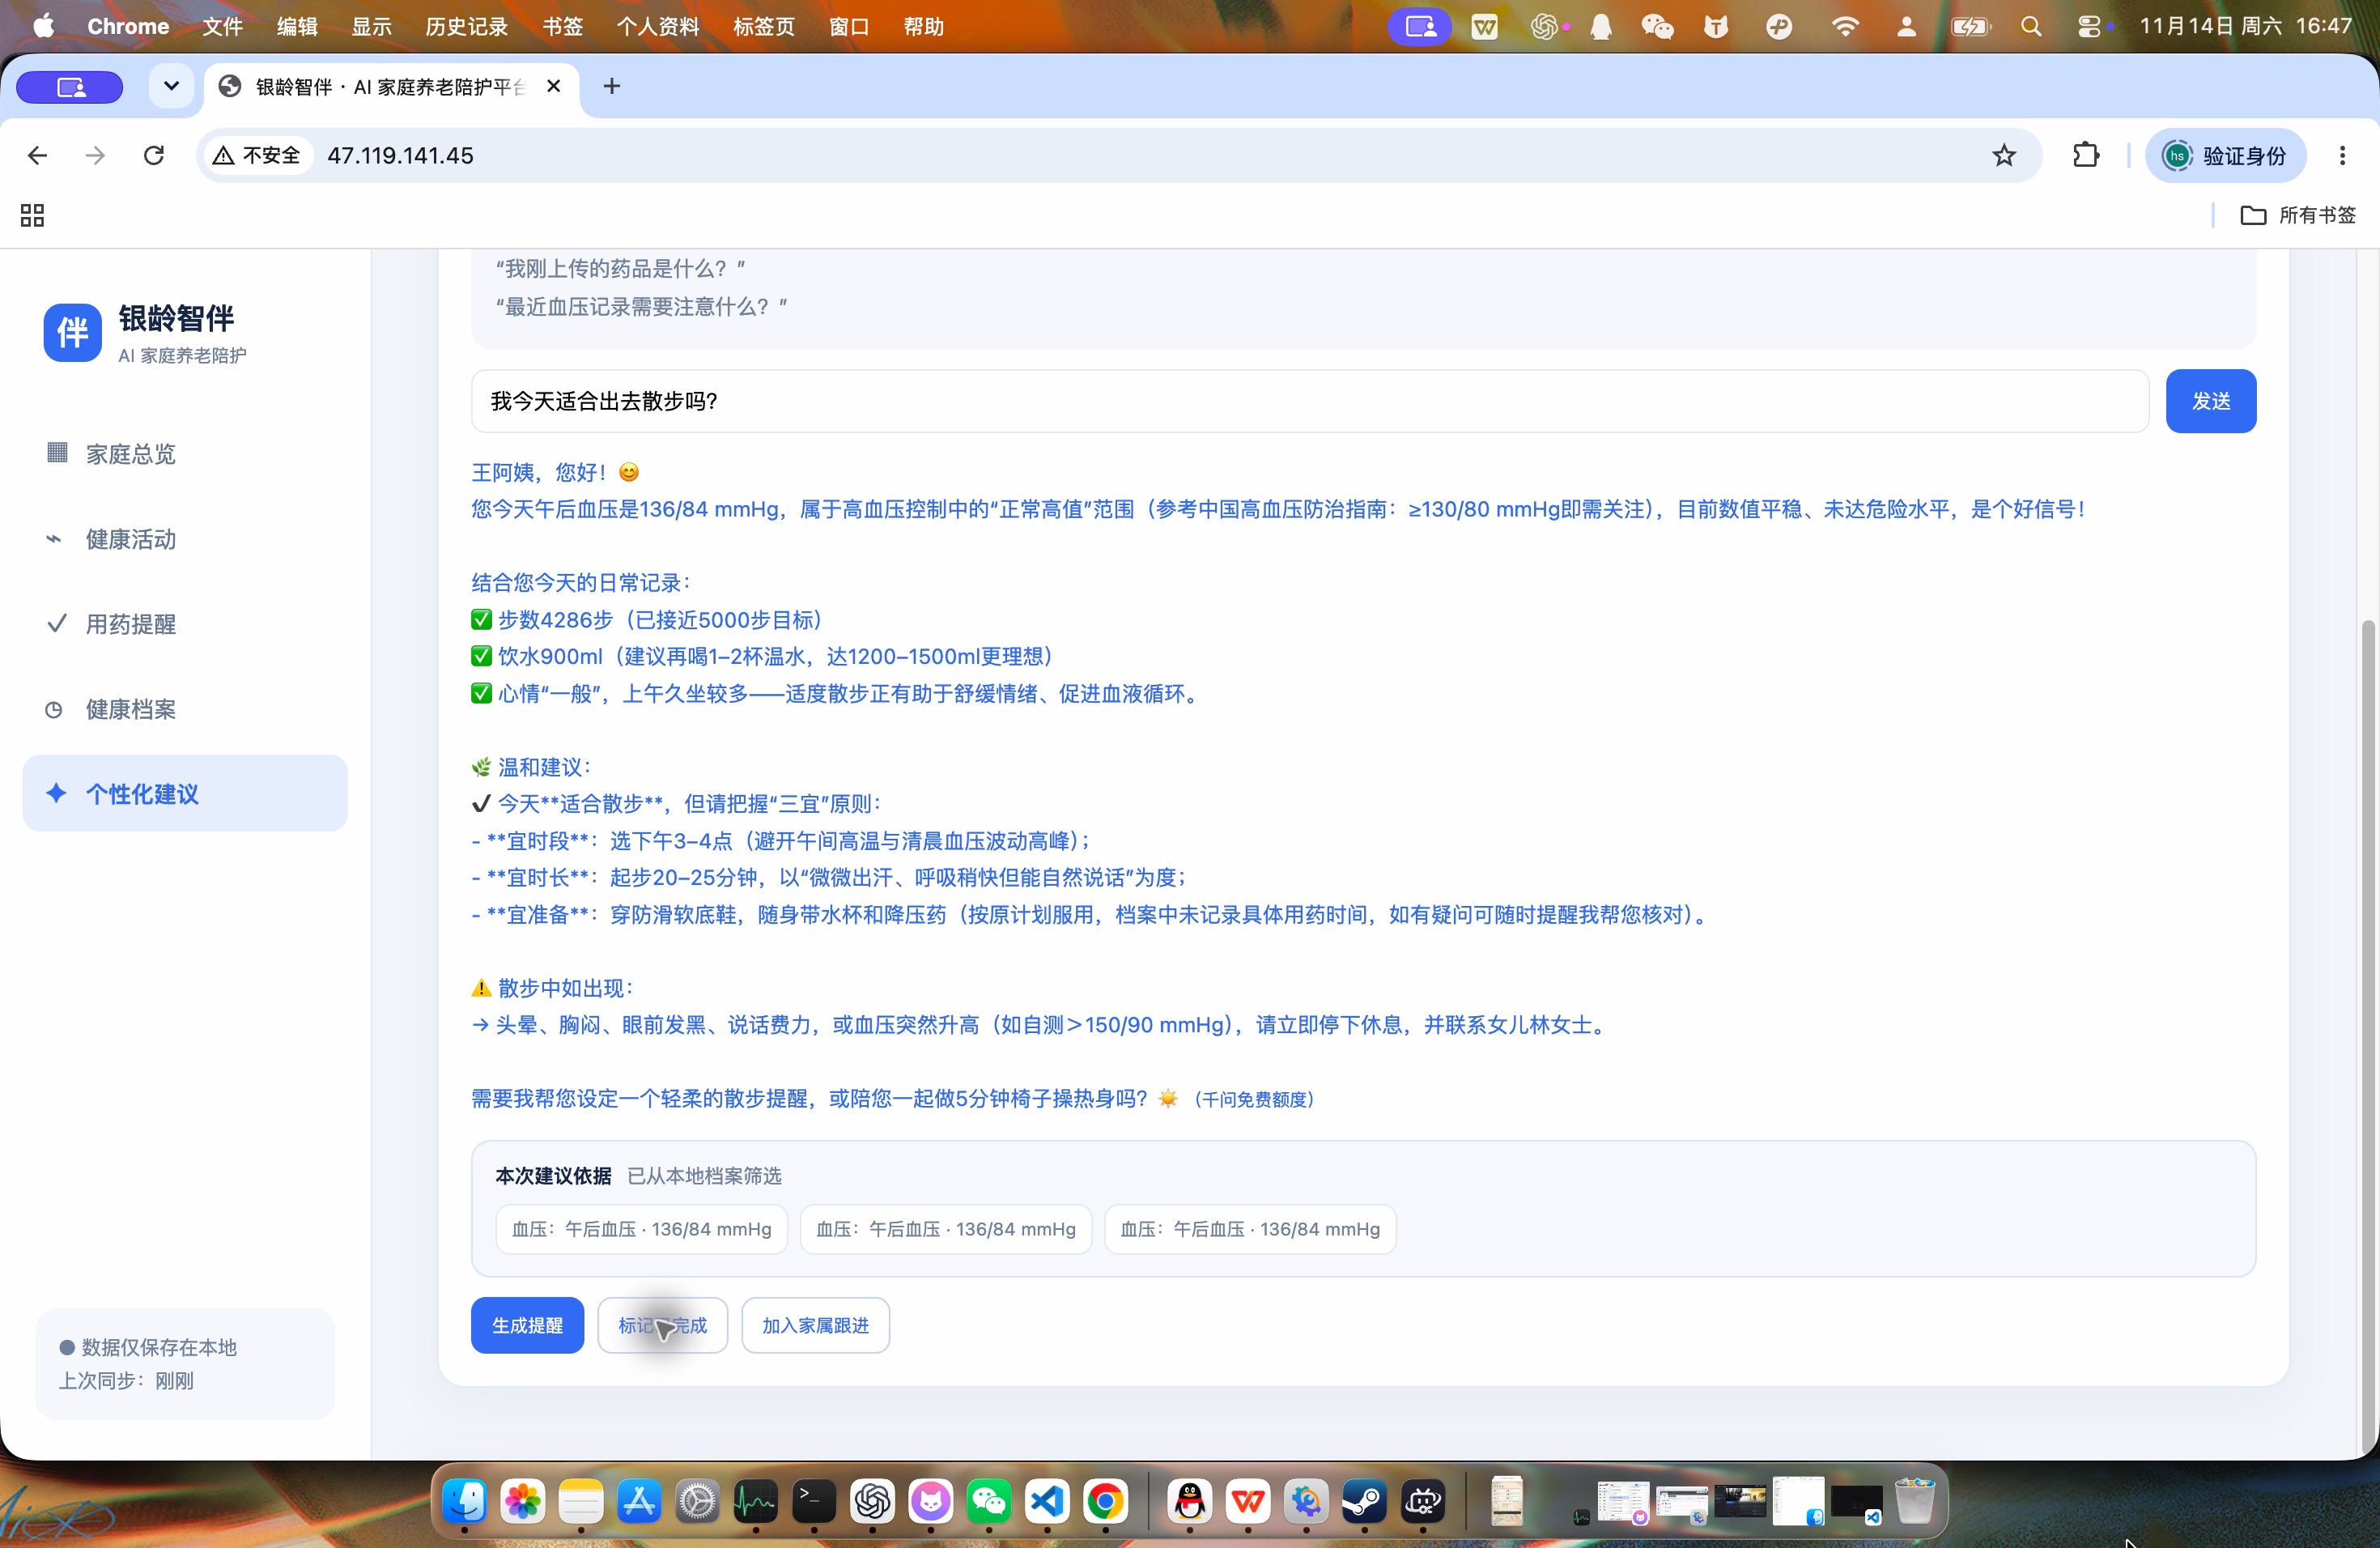 Chrome 文件 编辑 显示 历史记录 书签 个人资料 标签页 窗口 帮助 11月14日 周六 16:47
银龄智伴 · AI 家庭养老陪护平台
不安全 47.119.141.45 hs 验证身份
所有书签
伴 银龄智伴
AI 家庭养老陪护
家庭总览
健康活动
用药提醒
健康档案
个性化建议
● 数据仅保存在本地
上次同步：刚刚
“我刚上传的药品是什么？”
“最近血压记录需要注意什么？”
我今天适合出去散步吗？ 发送
王阿姨，您好！😊
您今天午后血压是136/84 mmHg，属于高血压控制中的“正常高值”范围（参考中国高血压防治指南：≥130/80 mmHg即需关注），目前数值平稳、未达危险水平，是个好信号！
结合您今天的日常记录：
✅ 步数4286步（已接近5000步目标）
✅ 饮水900ml（建议再喝1–2杯温水，达1200–1500ml更理想）
✅ 心情“一般”，上午久坐较多——适度散步正有助于舒缓情绪、促进血液循环。
🌿 温和建议：
✔ 今天**适合散步**，但请把握“三宜”原则：
- **宜时段**：选下午3–4点（避开午间高温与清晨血压波动高峰）；
- **宜时长**：起步20–25分钟，以“微微出汗、呼吸稍快但能自然说话”为度；
- **宜准备**：穿防滑软底鞋，随身带水杯和降压药（按原计划服用，档案中未记录具体用药时间，如有疑问可随时提醒我帮您核对）。
⚠️ 散步中如出现：
→ 头晕、胸闷、眼前发黑、说话费力，或血压突然升高（如自测＞150/90 mmHg），请立即停下休息，并联系女儿林女士。
需要我帮您设定一个轻柔的散步提醒，或陪您一起做5分钟椅子操热身吗？☀️（千问免费额度）
本次建议依据 已从本地档案筛选
血压：午后血压 · 136/84 mmHg 血压：午后血压 · 136/84 mmHg 血压：午后血压 · 136/84 mmHg
生成提醒 标记 完成 加入家属跟进